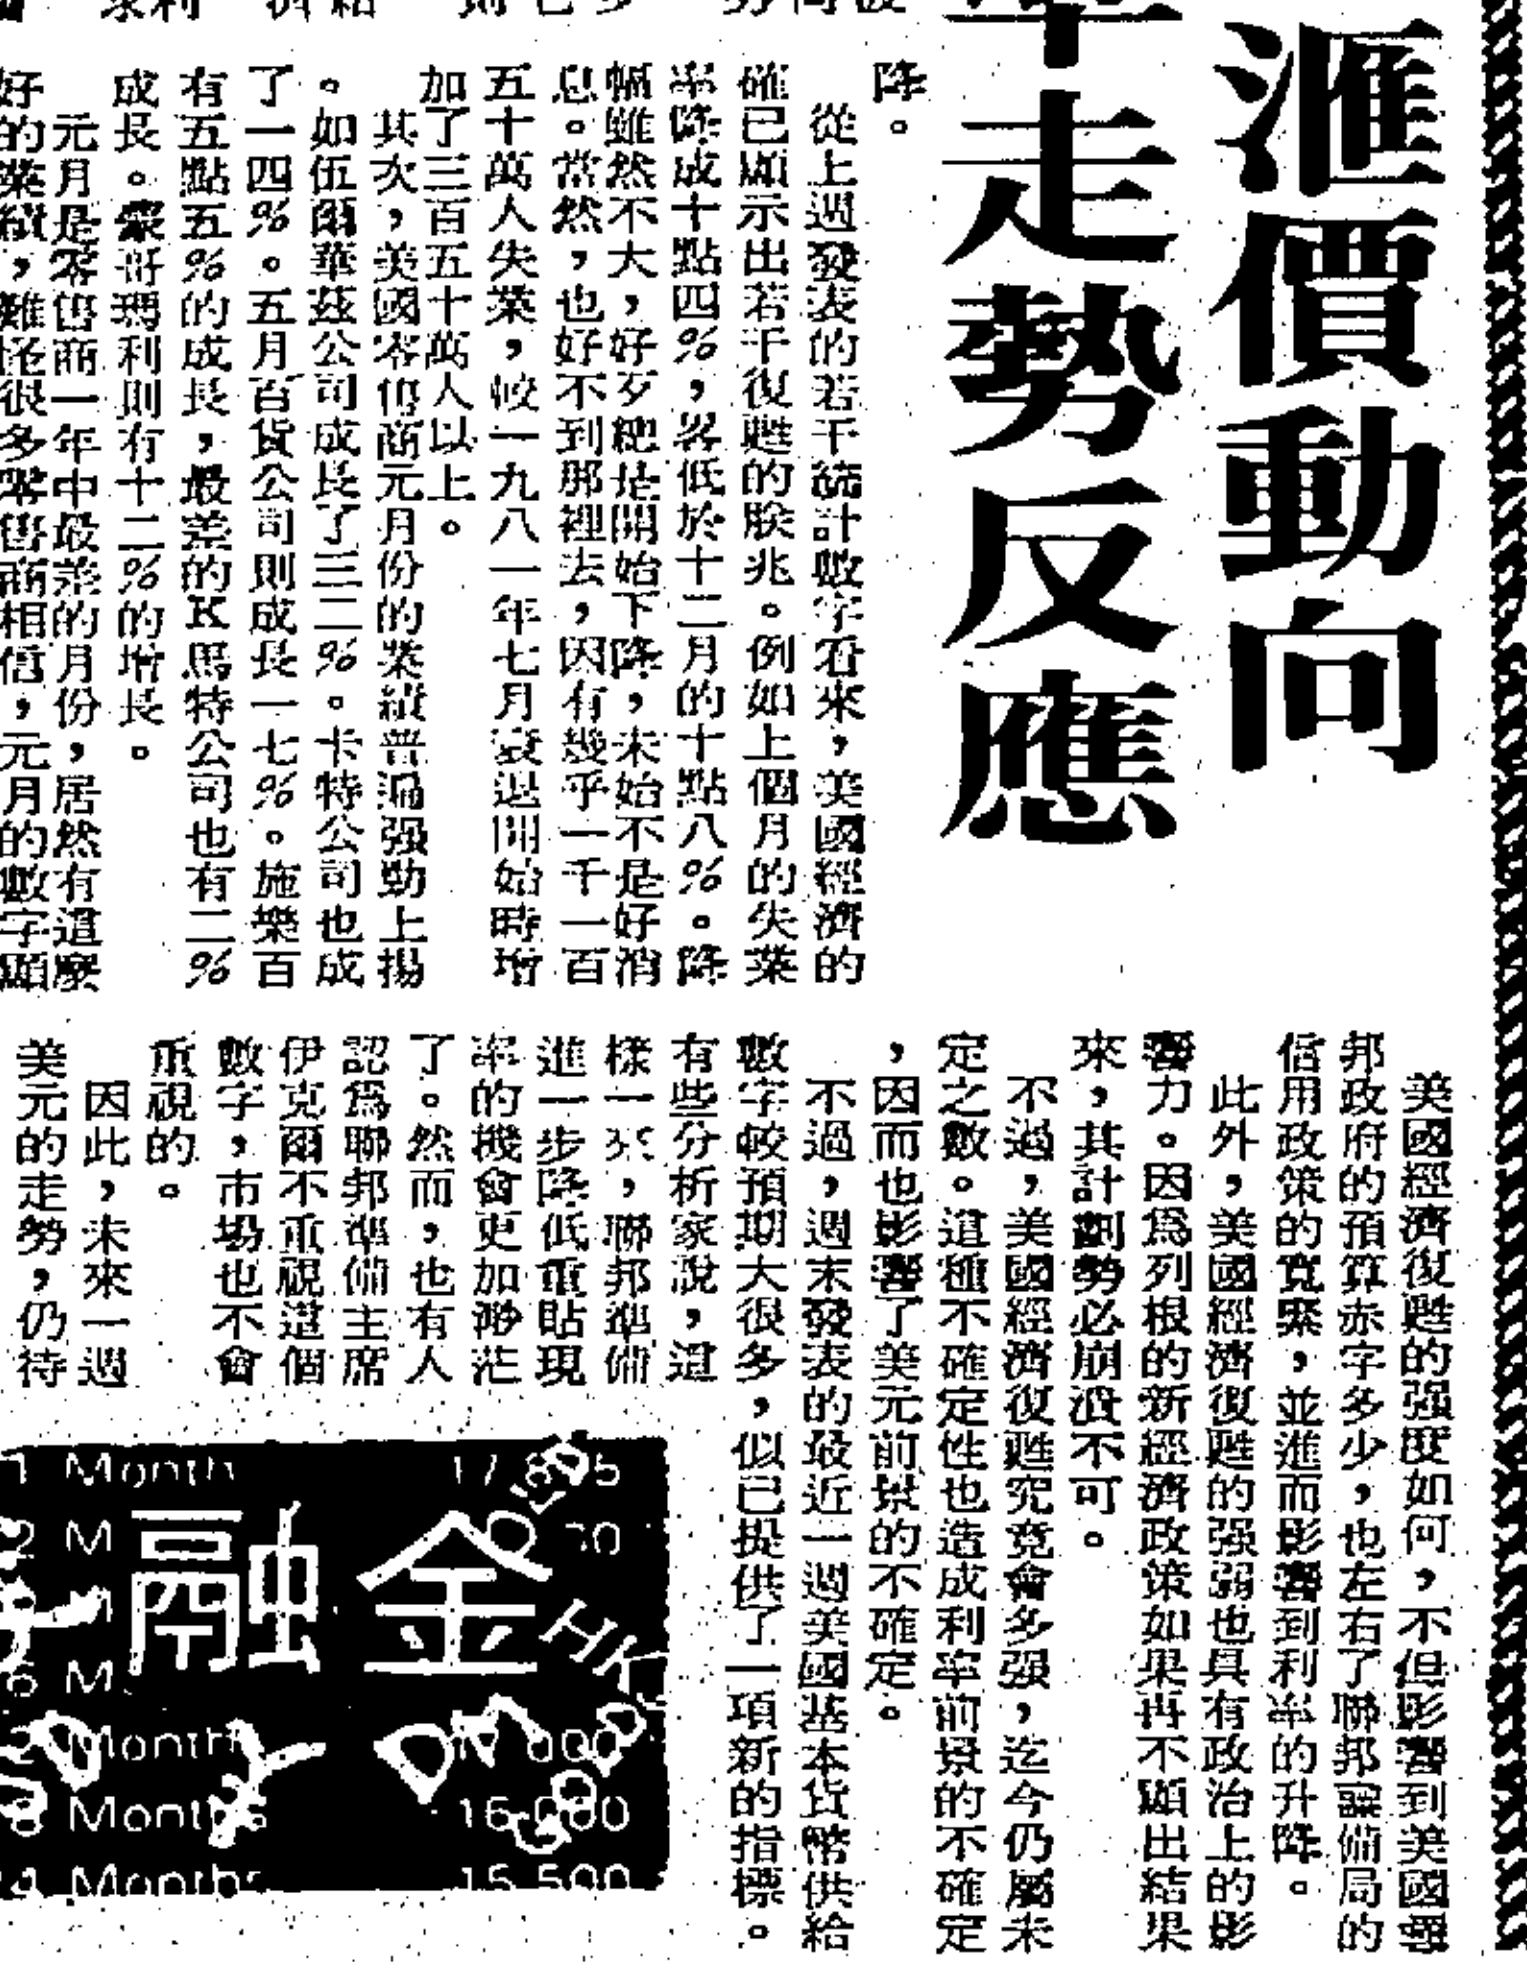 滙價動向
走勢反應
降。
從上週發表的若干統計數字看來，美國經濟的
確已顯示出若干復甦的朕兆。例如上個月的失業
率降成十點四％，畧低於十二月的十點八％。降
幅雖然不大，好歹總是開始下降，未始不是好消
息。當然，也好不到那裡去，因有幾乎一千一百
五十萬人失業，較一九八一年七月衰退開始時增
加了三百五十萬人以上。
其次，美國零售商元月份的業績普遍强勁上揚
。如伍爾華茲公司成長了三二％。卡特公司也成
了一四％。五月百貨公司則成長一七％。施樂百
有五點五％的成長，最差的K馬特公司也有二％
成長。蒙哥瑪利則有十二％的增長。
元月是零售商一年中最差的月份，居然有這麼
好的業績，難怪很多零售商相信，元月的數字顯
美國經濟復甦的强度如何，不但影響到美國聯
邦政府的預算赤字多少，也左右了聯邦準備局的
信用政策的寬緊，並進而影響到利率的升降。
此外，美國經濟復甦的强弱也具有政治上的影
響力。因爲列根的新經濟政策如果再不顯出結果
來，其計劃勢必崩潰不可。
不過，美國經濟復甦究竟會多强，迄今仍屬未
定之數。這種不確定性也造成利率前景的不確定
，因而也影響了美元前景的不確定。
不過，週末發表的最近一週美國基本貨幣供給
數字較預期大很多，似已提供了一項新的指標。
有些分析家說，這
樣一來，聯邦準備
進一步降低重貼現
率的機會更加渺茫
了。然而，也有人
認爲聯邦準備主席
伊克爾不重視這個
數字，市場也不會
重視的。
因此，未來一週
美元的走勢，仍待
金融
1 Month
2 M
6 M
Month
Months 16
Months 15 500
DM
GOLD